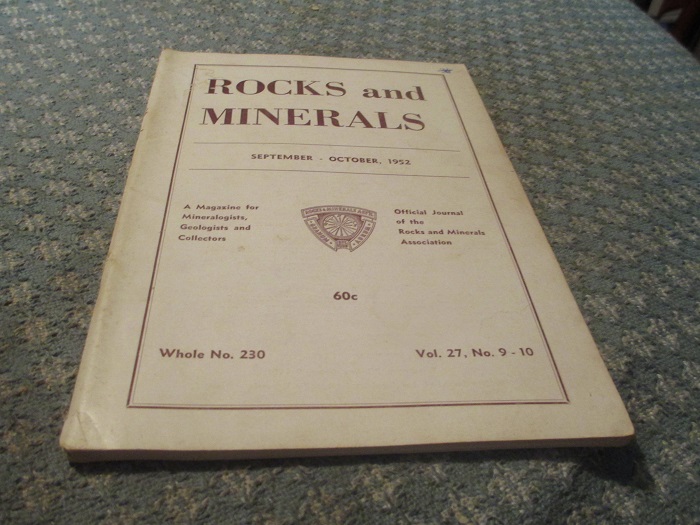 ROCKS and
MINERALS
SEPTEMBER - OCTOBER, 1952
A Magazine for
Mineralogists,
Geologists and
Collectors
Official Journal
of the
Rocks and Minerals
Association
60c
Whole No. 230
Vol. 27, No. 9 - 10